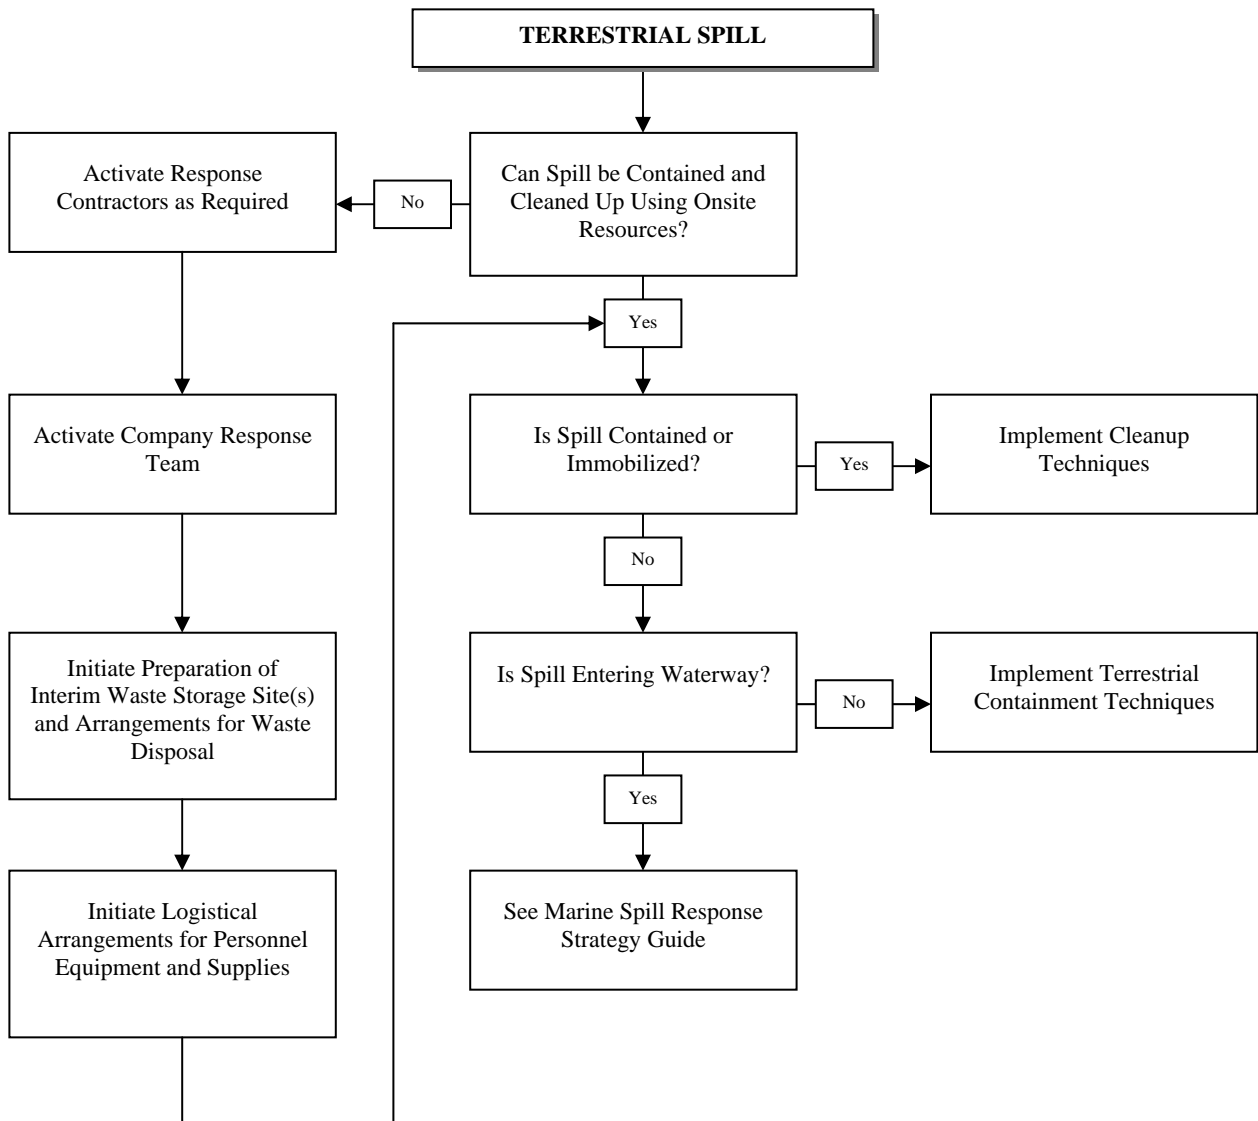 TERRESTRIAL SPILL
Activate Response
Contractors as Required
No
Can Spill be Contained and
Cleaned Up Using Onsite
Resources?
Yes
Activate Company Response
Team
Is Spill Contained or
Immobilized?
Yes
Implement Cleanup
Techniques
No
Initiate Preparation of
Interim Waste Storage Site(s)
and Arrangements for Waste
Disposal
Is Spill Entering Waterway?
No
Implement Terrestrial
Containment Techniques
Yes
Initiate Logistical
Arrangements for Personnel
Equipment and Supplies
See Marine Spill Response
Strategy Guide